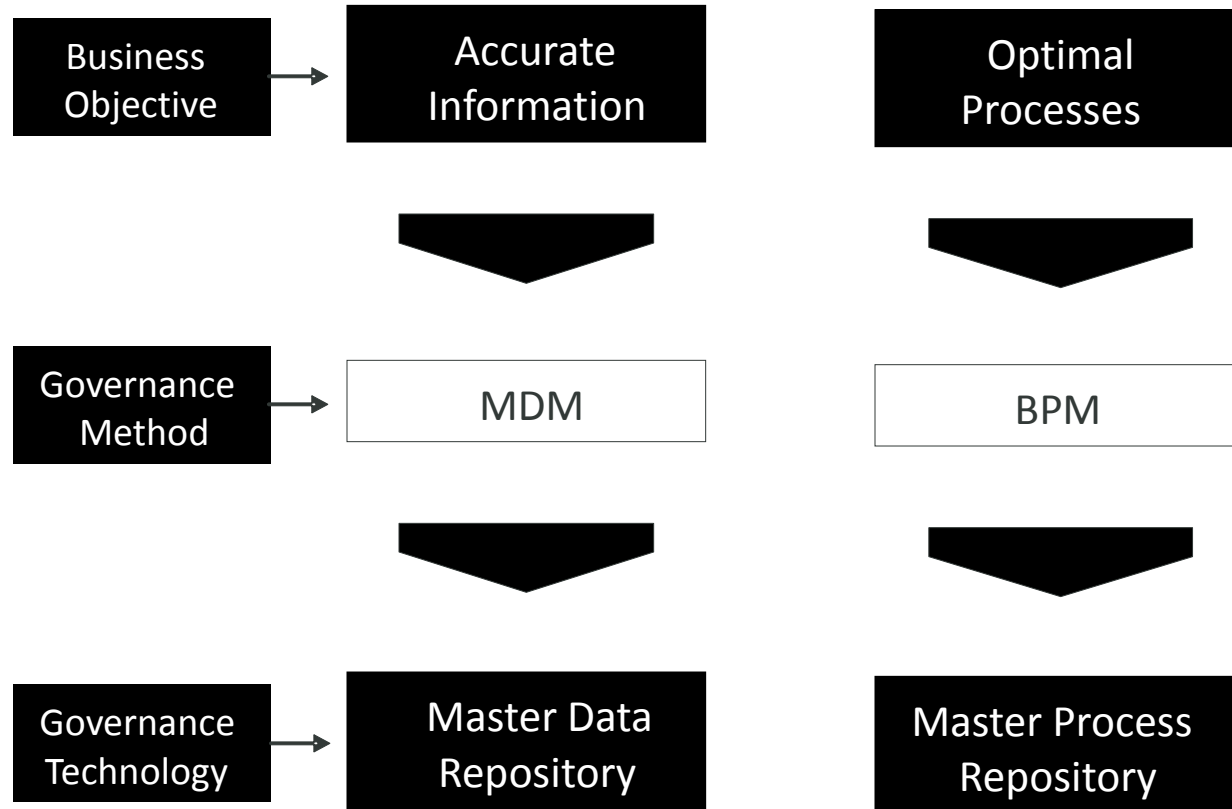 Business
Objective
Accurate
Information
Optimal
Processes
Governance
Method
MDM
BPM
Governance
Technology
Master Data
Repository
Master Process
Repository